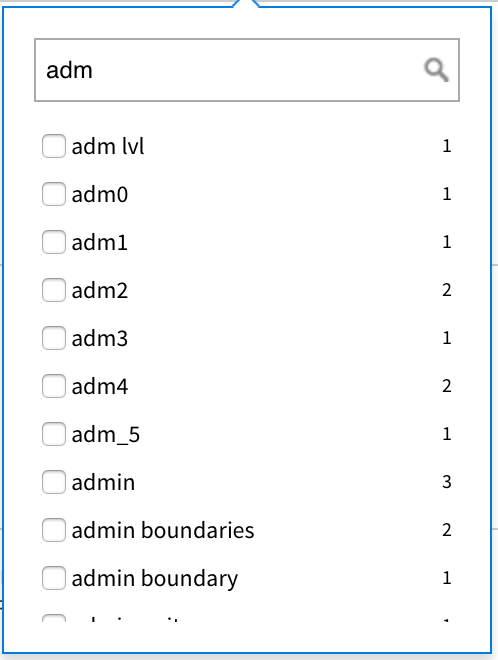 adm
adm lvl 1
adm0 1
adm1 1
adm2 2
adm3 1
adm4 2
adm_5 1
admin 3
admin boundaries 2
admin boundary 1